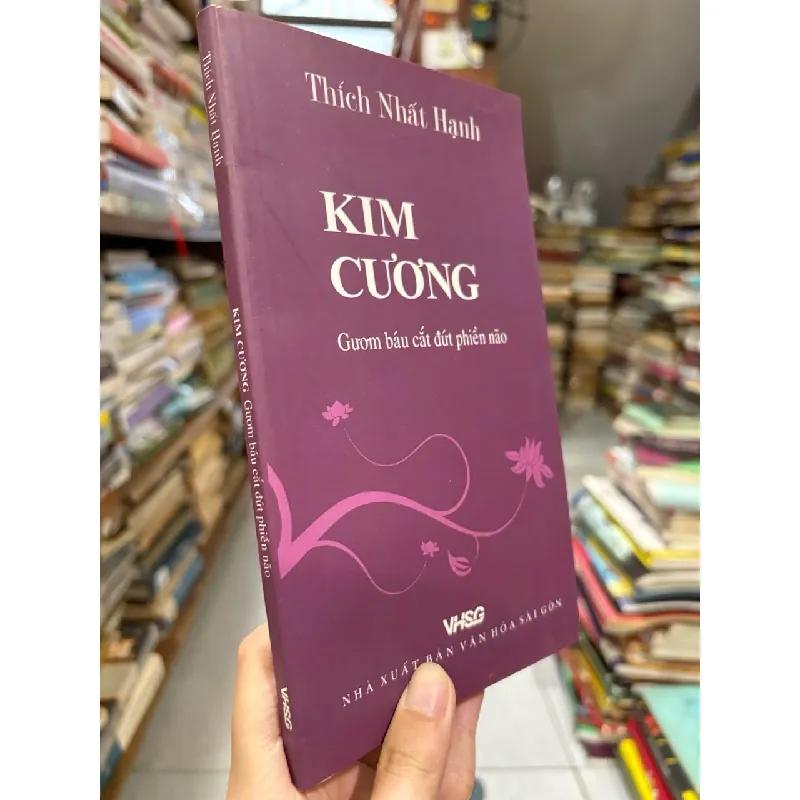 Thích Nhất Hạnh
KIM
CƯƠNG
Gươm báu cắt đứt phiền não
VHSG
NHÀ XUẤT BẢN VĂN HÓA SÀI GÒN
Thích Nhất Hạnh
KIM CƯƠNG Gươm báu cắt đứt phiền não
VHSG